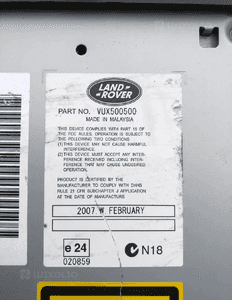 LAND-
-ROVER
PART NO. VUX500500
MADE IN MALAYSIA
THIS DEVICE COMPLIES WITH PART 15 OF
THE FCC RULES. OPERATION IS SUBJECT TO
THE FOLLOWING TWO CONDITIONS
(1) THIS DEVICE MAY NOT CAUSE HARMFUL
INTERFERENCE.
(2) THIS DEVICE MUST ACCEPT ANY INTER-
FERENCE RECEIVED INCLUDING INTER-
FERENCE THAT MAY CAUSE UNDESIRED
OPERATION.
PRODUCT IS CERTIFIED BY THE
MANUFACTURER TO COMPLY WITH DHHS
RULE 21 CFR SUBCHAPTER J APPLICATION
AT THE DATE OF MANUFACTURE
2007 W FEBRUARY
e 24
020859
N18